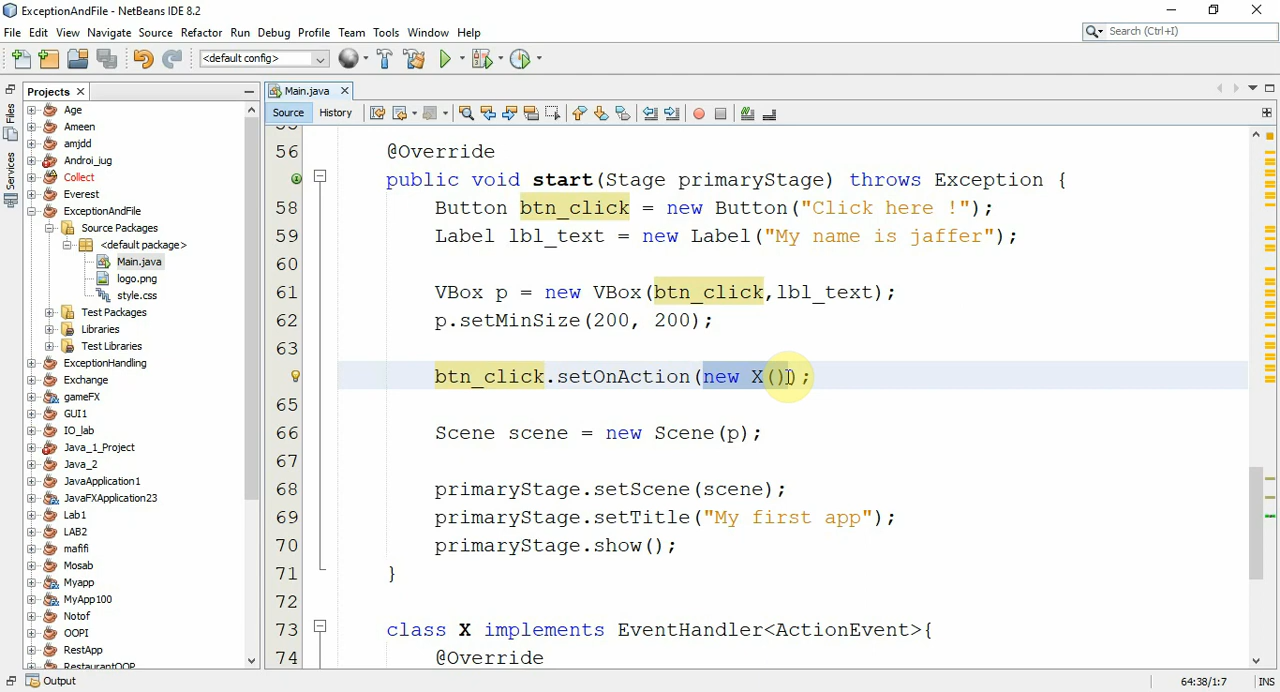 ExceptionAndFile - NetBeans IDE 8.2
File Edit View Navigate Source Refactor Run Debug Profile Team Tools Window Help
Search (Ctrl+I)
<default config>
Files
Services
Projects
Age
Ameen
amjdd
Androi_iug
Collect
Everest
ExceptionAndFile
Source Packages
<default package>
Main.java
logo.png
style.css
Test Packages
Libraries
Test Libraries
ExceptionHandling
Exchange
gameFX
GUI1
IO_lab
Java_1_Project
Java_2
JavaApplication1
JavaFXApplication23
Lab1
LAB2
mafifi
Mosab
Myapp
MyApp100
Notof
OOPI
RestApp
RestaurantOOP
Main.java
Source History
56 @Override
public void start(Stage primaryStage) throws Exception {
58 Button btn_click = new Button("Click here !");
59 Label lbl_text = new Label("My name is jaffer");
60
61 VBox p = new VBox(btn_click,lbl_text);
62 p.setMinSize(200, 200);
63
btn_click.setOnAction(new X());
65
66 Scene scene = new Scene(p);
67
68 primaryStage.setScene(scene);
69 primaryStage.setTitle("My first app");
70 primaryStage.show();
71 }
72
73 class X implements EventHandler<ActionEvent>{
74 @Override
Output
64:38/1:7 INS